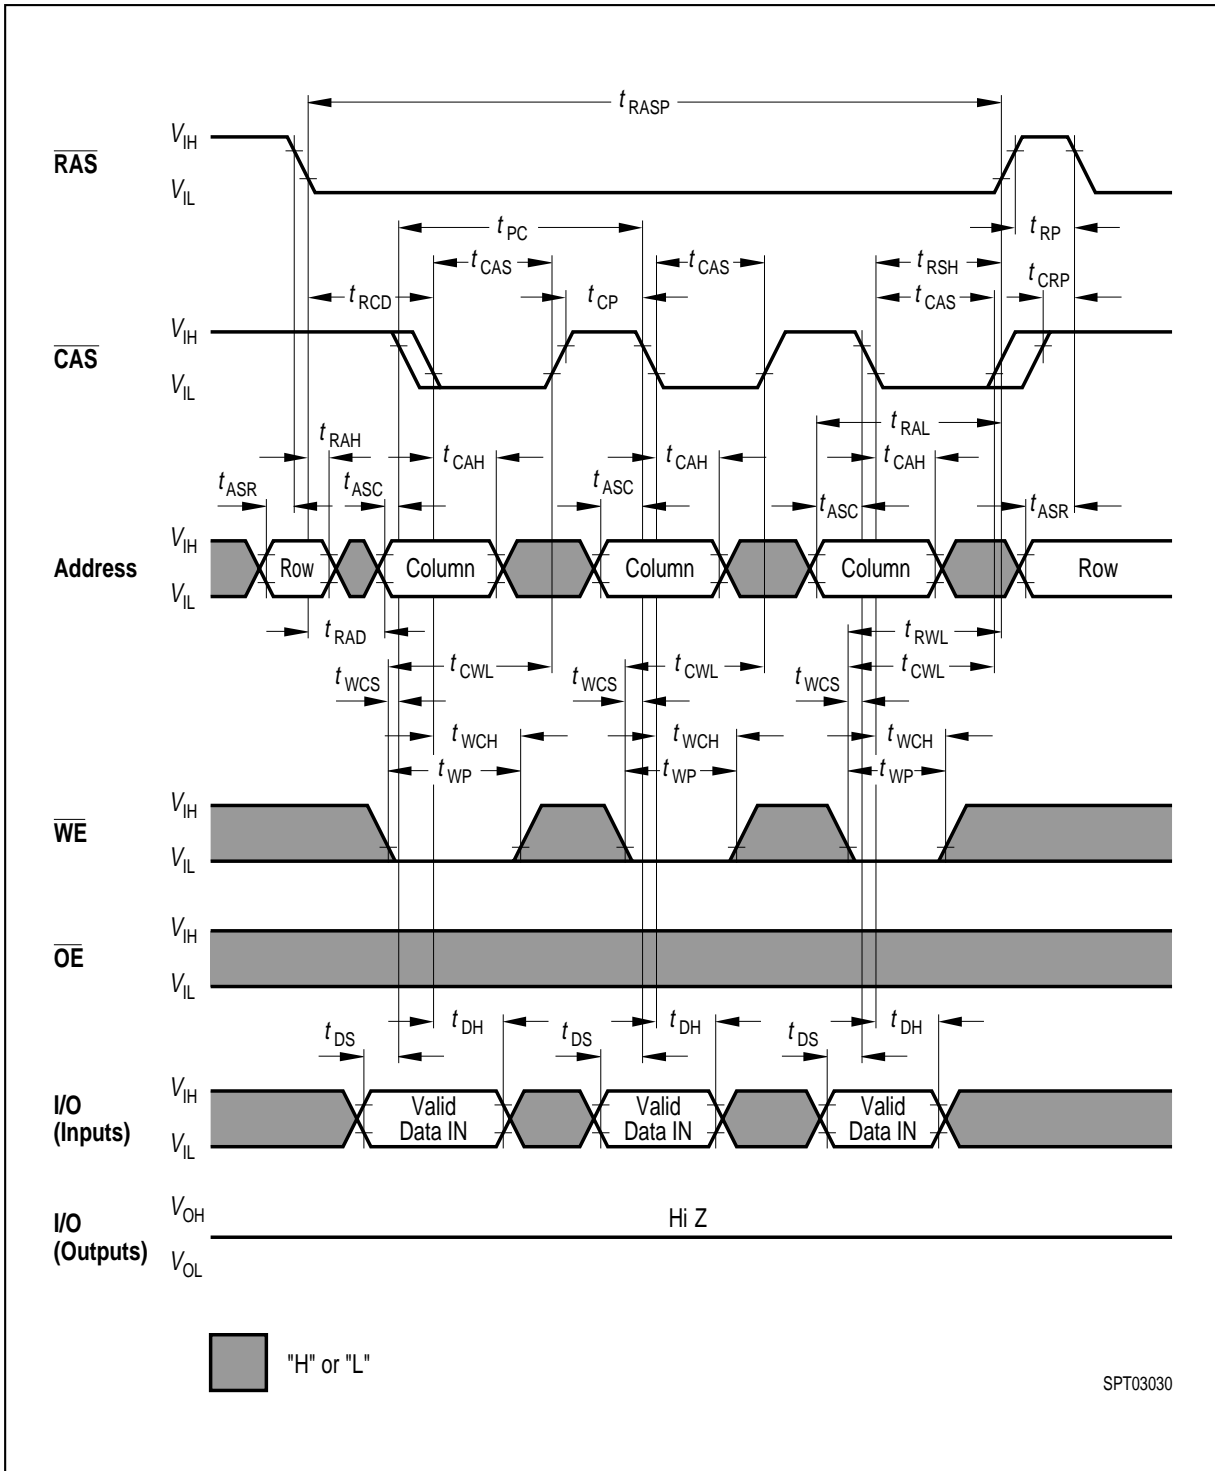 t RASP
RAS
V IH
V IL
t PC
t RP
t CAS
t CAS
t RSH
t RCD
t CP
t CAS
t CRP
CAS
V IH
V IL
t RAL
t RAH
t CAH
t CAH
t CAH
t ASR
t ASC
t ASC
t ASC
t ASR
Address
V IH
V IL
Row
Column
Column
Column
Row
t RAD
t RWL
t CWL
t CWL
t CWL
t WCS
t WCS
t WCS
t WCH
t WCH
t WCH
t WP
t WP
t WP
WE
V IH
V IL
OE
V IH
V IL
t DH
t DH
t DH
t DS
t DS
t DS
I/O
(Inputs)
V IH
V IL
Valid
Data IN
Valid
Data IN
Valid
Data IN
I/O
(Outputs)
V OH
V OL
Hi Z
"H" or "L"
SPT03030